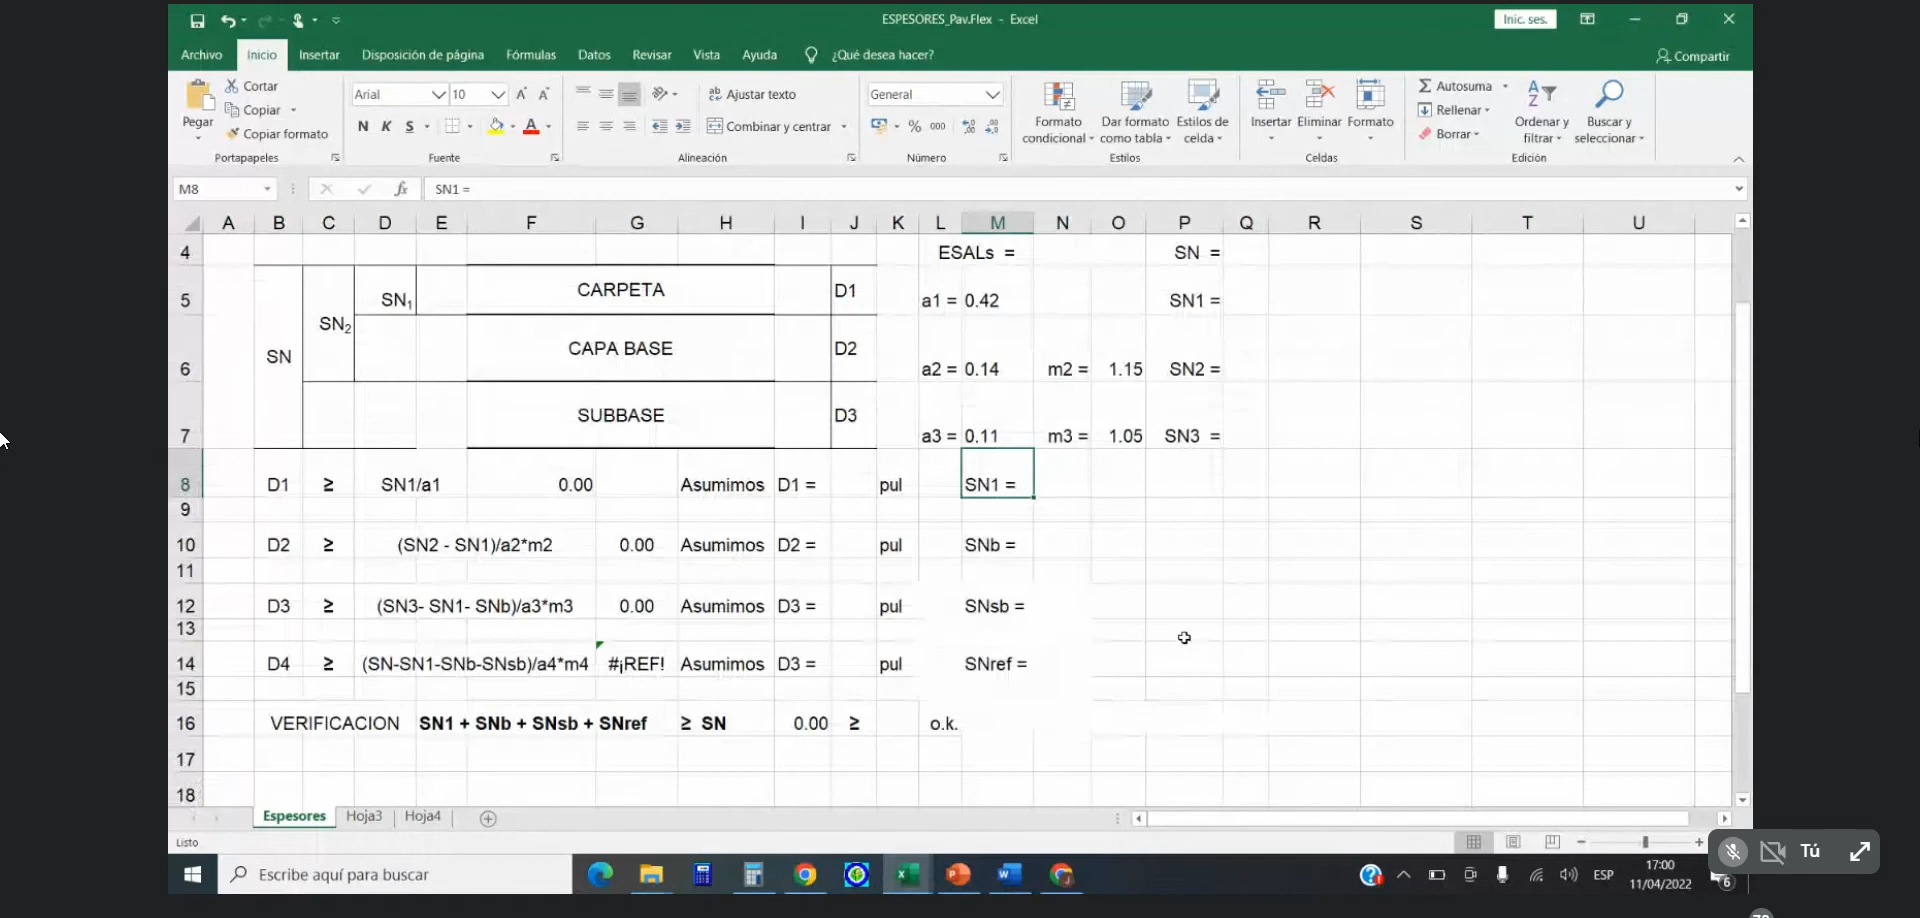 ESPESORES_Pav.Flex - Excel
Inic. ses.
Archivo Inicio Insertar Disposición de página Fórmulas Datos Revisar Vista Ayuda ¿Qué desea hacer? Compartir
Pegar
Cortar
Copiar
Copiar formato
Portapapeles
Arial 10
N K S A
Fuente
Ajustar texto
Combinar y centrar
Alineación
General
% 000
Número
Formato condicional
Dar formato como tabla
Estilos de celda
Estilos
Insertar Eliminar Formato
Celdas
Autosuma
Rellenar
Borrar
Ordenar y filtrar
Buscar y seleccionar
Edición
M8 fx SN1 =
A B C D E F G H I J K L M N O P Q R S T U
4 ESALs = SN =
5 SN1 CARPETA D1 a1 = 0.42 SN1 =
SN2
6 SN CAPA BASE D2 a2 = 0.14 m2 = 1.15 SN2 =
7 SUBBASE D3 a3 = 0.11 m3 = 1.05 SN3 =
8 D1 ≥ SN1/a1 0.00 Asumimos D1 = pul SN1 =
9
10 D2 ≥ (SN2 - SN1)/a2*m2 0.00 Asumimos D2 = pul SNb =
11
12 D3 ≥ (SN3- SN1- SNb)/a3*m3 0.00 Asumimos D3 = pul SNsb =
13
14 D4 ≥ (SN-SN1-SNb-SNsb)/a4*m4 #¡REF! Asumimos D3 = pul SNref =
15
16 VERIFICACION SN1 + SNb + SNsb + SNref ≥ SN 0.00 ≥ o.k.
17
18
Espesores Hoja3 Hoja4
Listo
Tú
Escribe aquí para buscar
ESP
17:00
11/04/2022
6